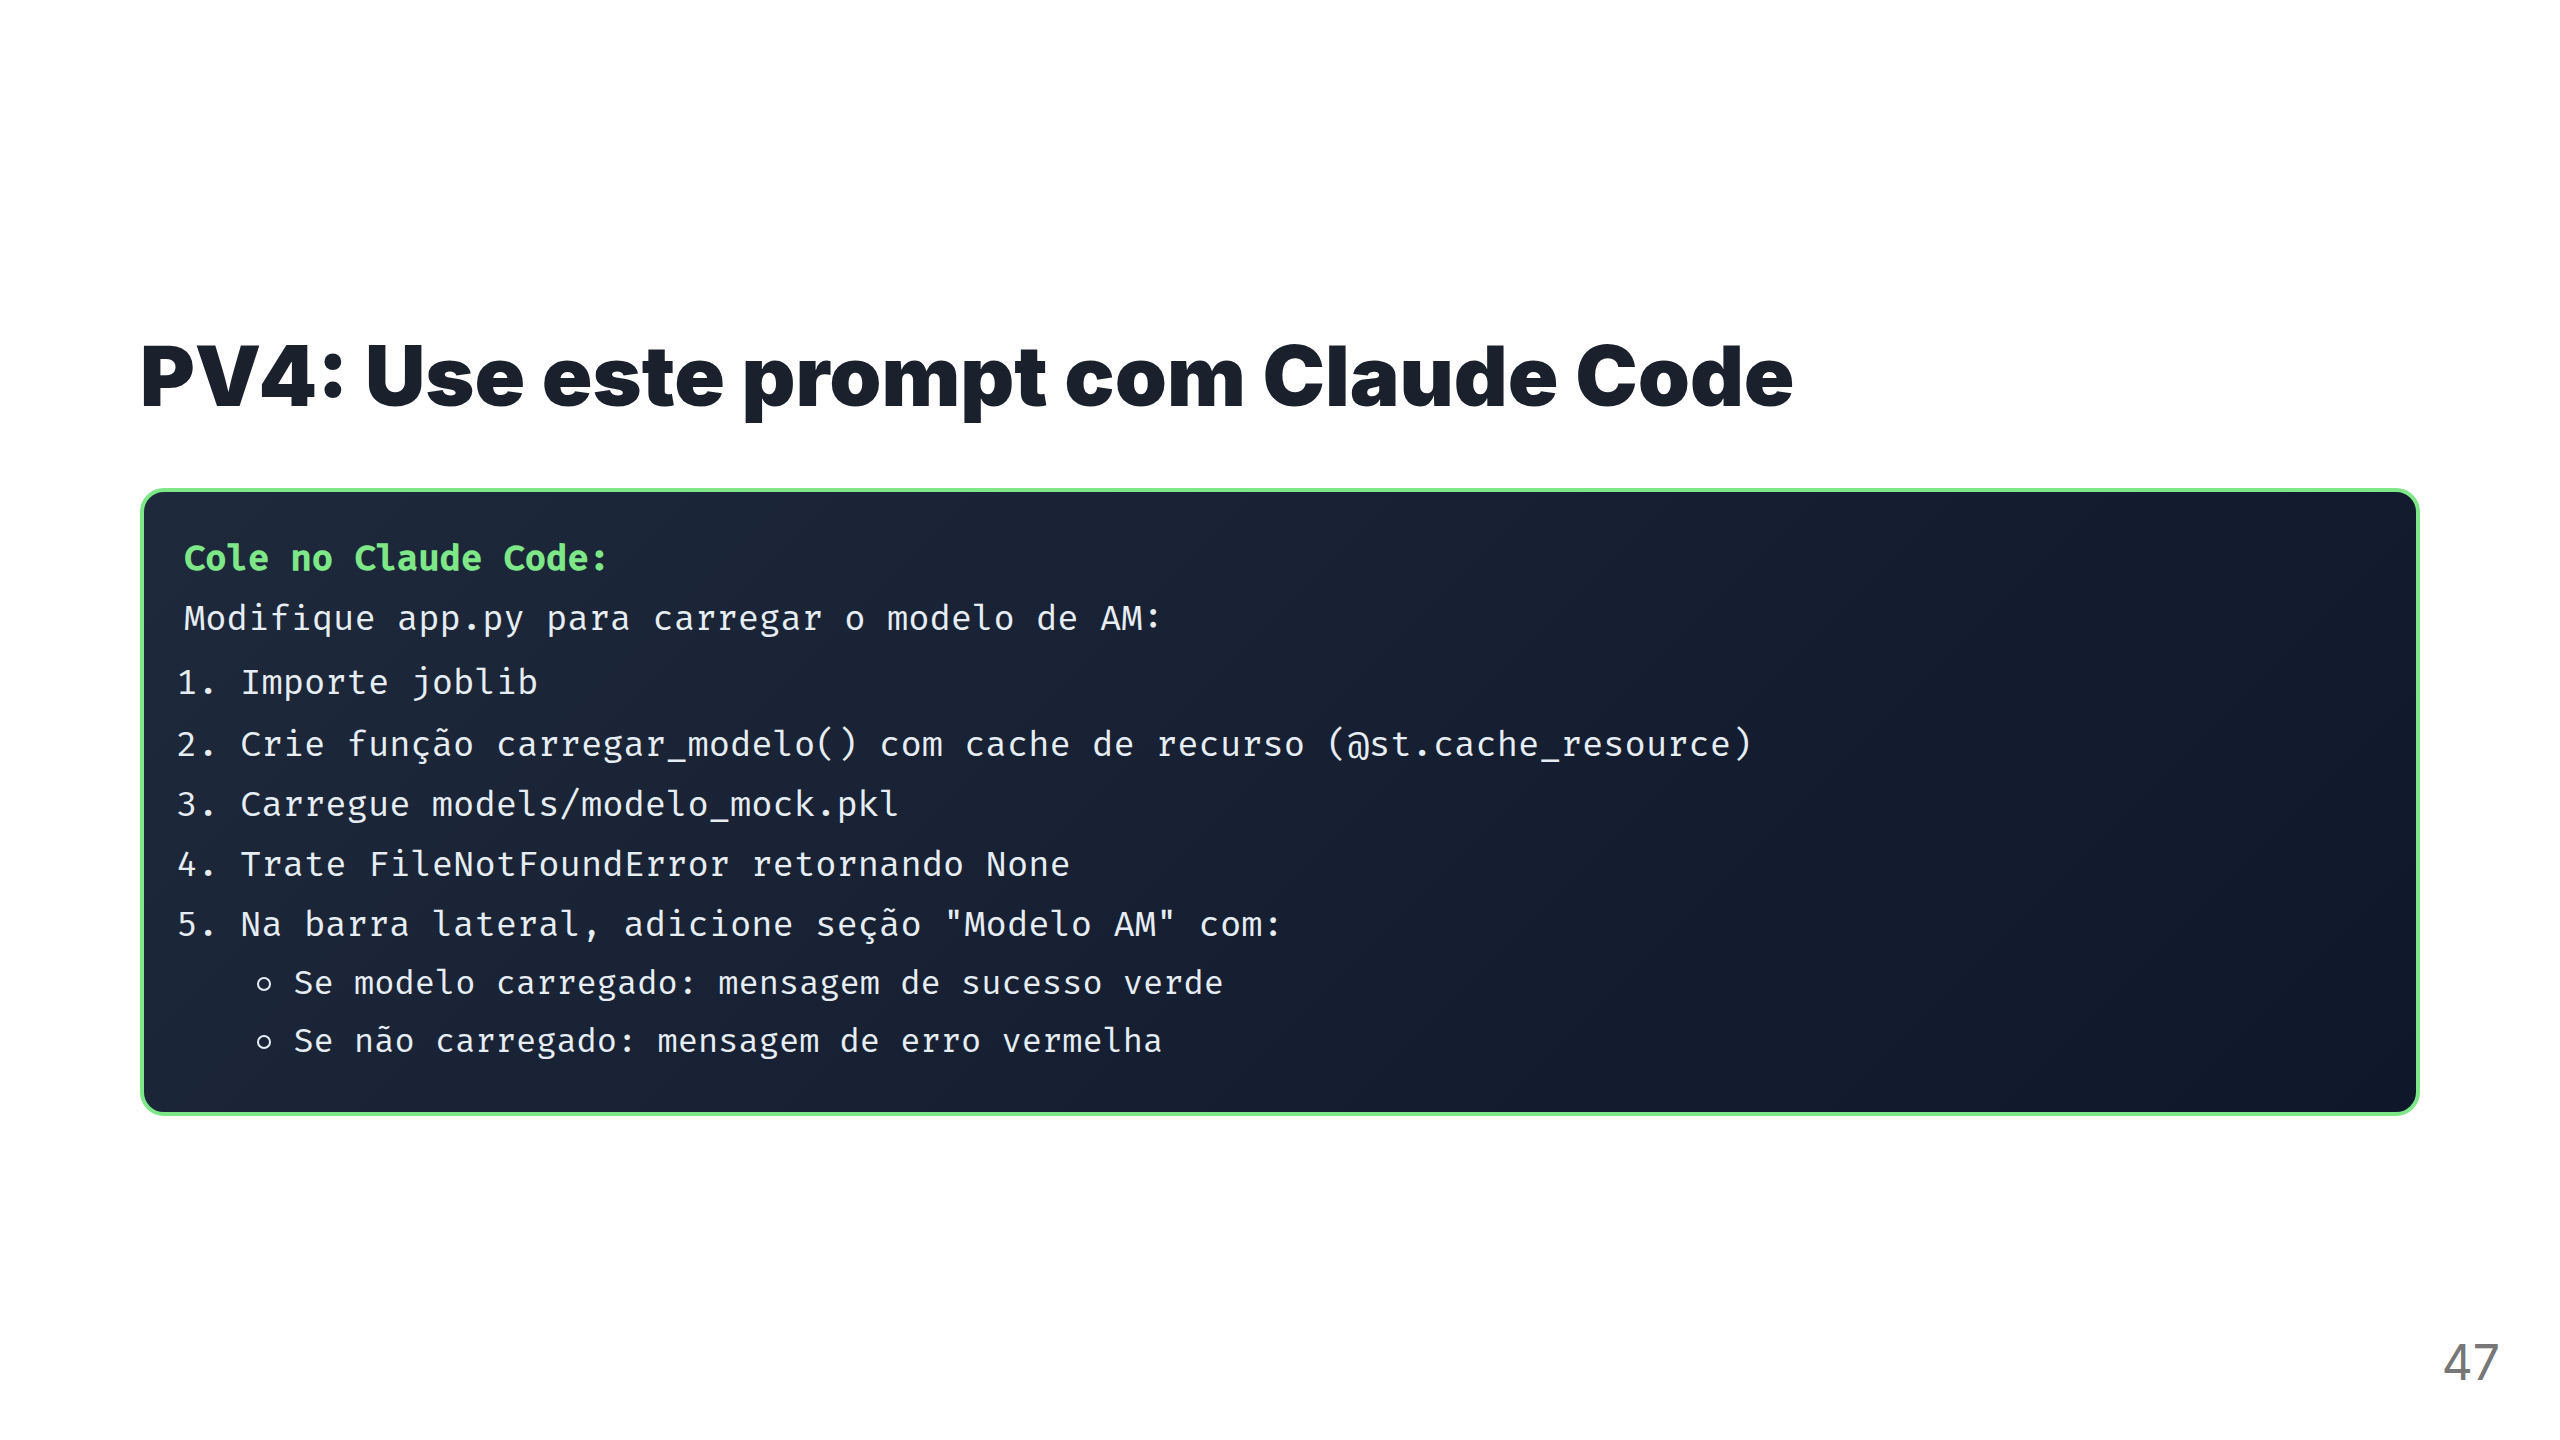 PV4: Use este prompt com Claude Code
Cole no Claude Code:
Modifique app.py para carregar o modelo de AM:
1. Importe joblib
2. Crie função carregar_modelo() com cache de recurso (@st.cache_resource)
3. Carregue models/modelo_mock.pkl
4. Trate FileNotFoundError retornando None
5. Na barra lateral, adicione seção "Modelo AM" com:
○ Se modelo carregado: mensagem de sucesso verde
○ Se não carregado: mensagem de erro vermelha
47